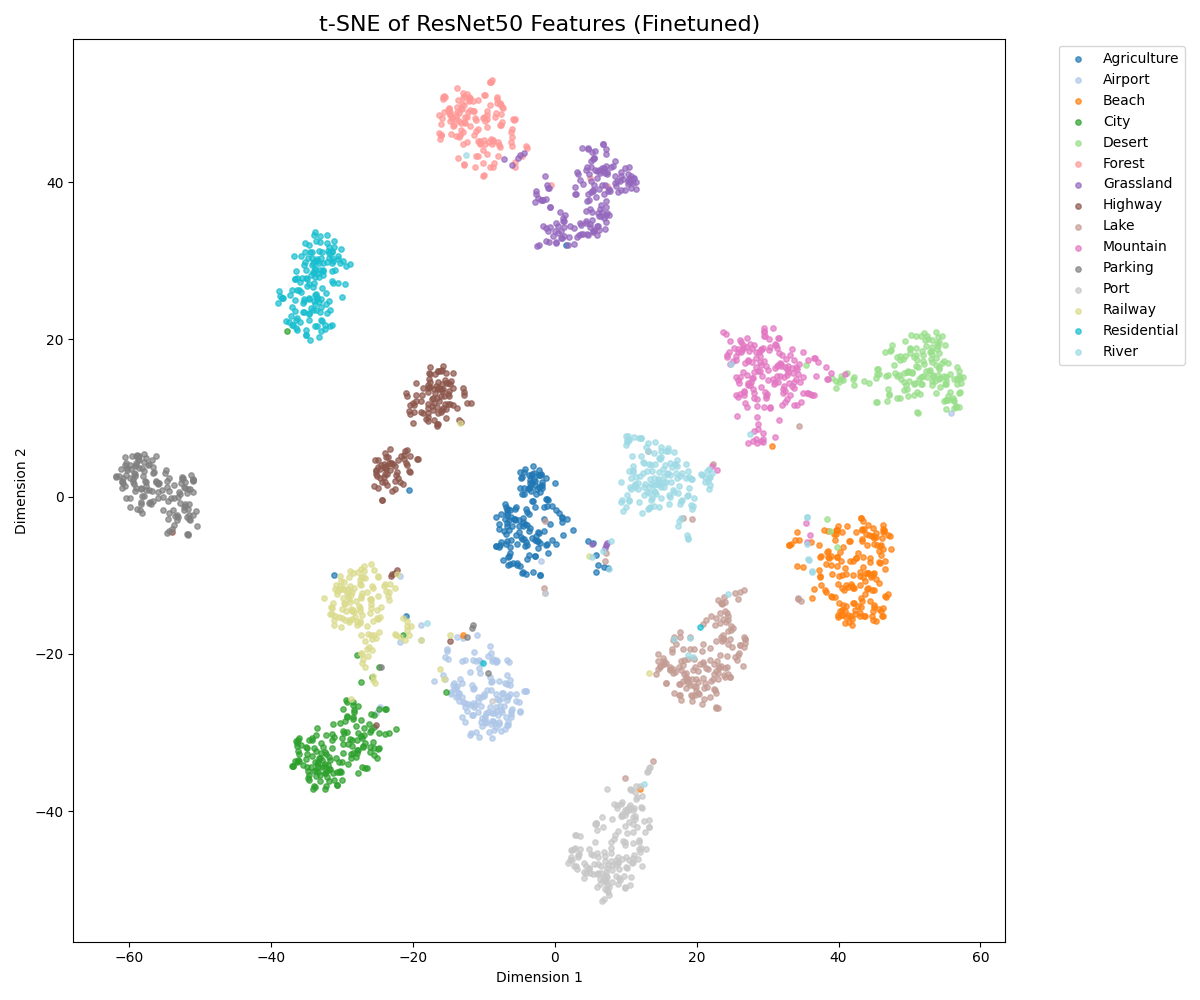 t-SNE of ResNet50 Features (Finetuned)
Agriculture
Airport
Beach
City
Desert
Forest
Grassland
Highway
Lake
Mountain
Parking
Port
Railway
Residential
River
Dimension 2
40
20
0
−20
−40
−60
−40
−20
0
20
40
60
Dimension 1